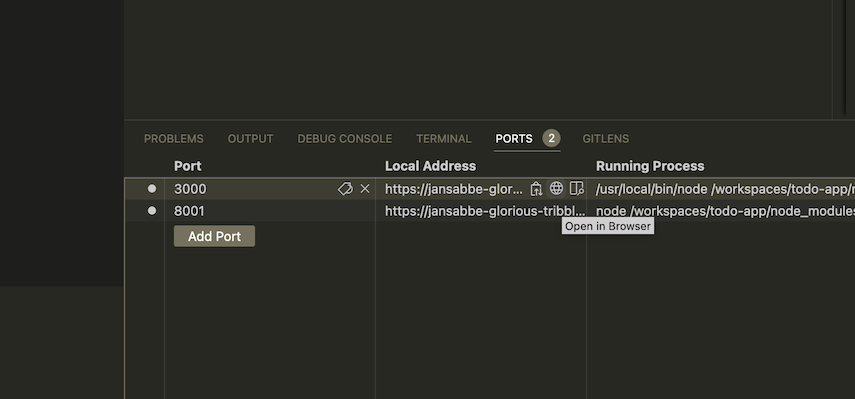 PROBLEMS OUTPUT DEBUG CONSOLE TERMINAL PORTS 2 GITLENS
Port Local Address Running Process
3000 https://jansabbe-glor... /usr/local/bin/node /workspaces/todo-app/
8001 https://jansabbe-glorious-tribbl... node /workspaces/todo-app/node_modules
Open in Browser
Add Port